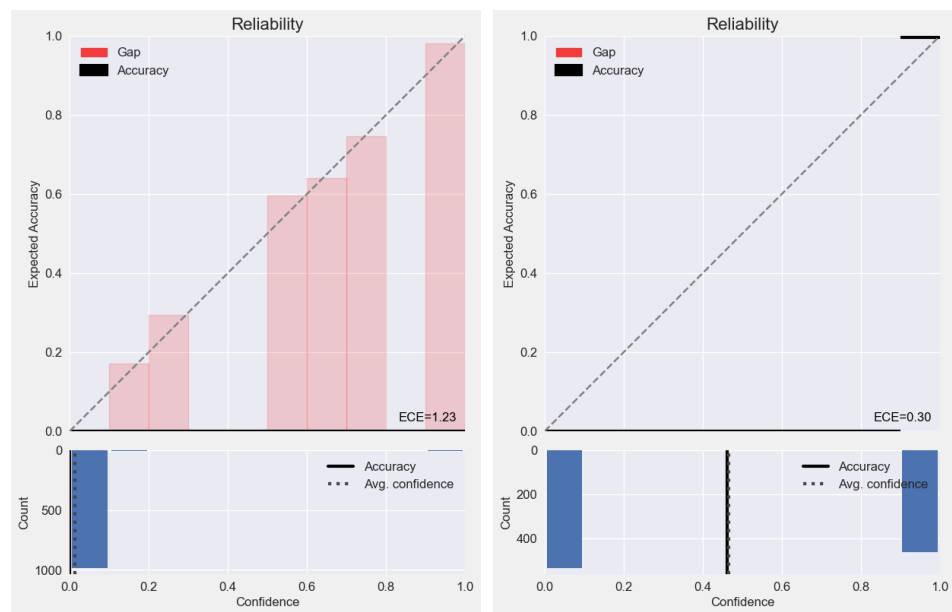 Reliability
1.0
Gap
Accuracy
0.8
0.6
0.4
0.2
0.0
Expected Accuracy
ECE=1.23
0
500
1000
Count
Accuracy
Avg. confidence
0.0 0.2 0.4 0.6 0.8 1.0
Confidence
Reliability
1.0
Gap
Accuracy
0.8
0.6
0.4
0.2
0.0
Expected Accuracy
ECE=0.30
0
200
400
Count
Accuracy
Avg. confidence
0.0 0.2 0.4 0.6 0.8 1.0
Confidence